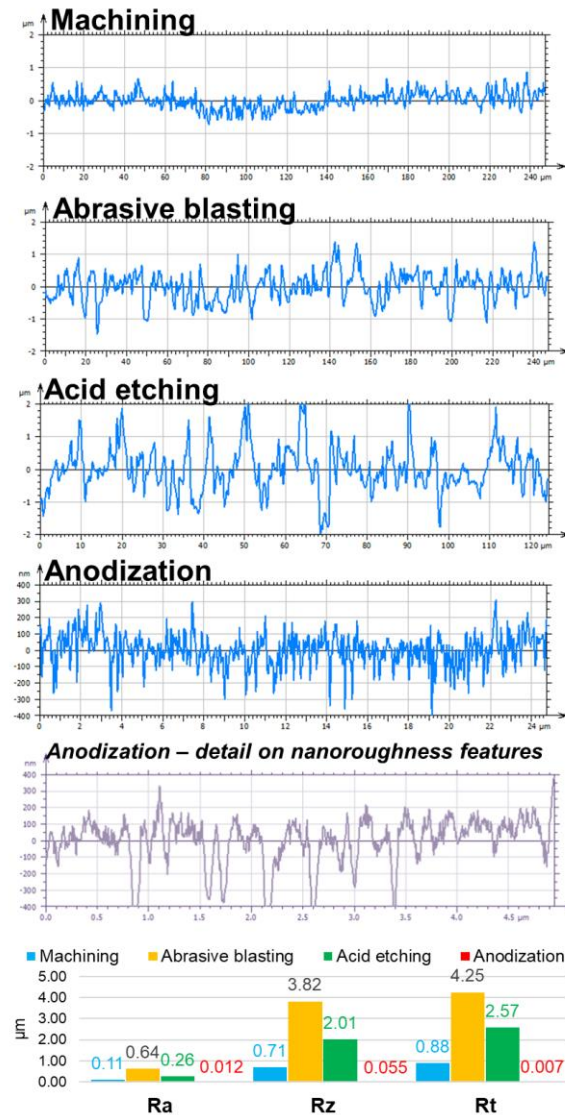 Machining
µm
2
1
0
-1
-2
0 20 40 60 80 100 120 140 160 180 200 220 240 µm
Abrasive blasting
µm
2
1
0
-1
-2
0 20 40 60 80 100 120 140 160 180 200 220 240 µm
Acid etching
µm
2
1
0
-1
-2
0 10 20 30 40 50 60 70 80 90 100 110 120 µm
Anodization
nm
400
300
200
100
0
-100
-200
-300
-400
0 2 4 6 8 10 12 14 16 18 20 22 24 µm
Anodization – detail on nanoroughness features
nm
400
300
200
100
0
-100
-200
-300
-400
0.0 0.5 1.0 1.5 2.0 2.5 3.0 3.5 4.0 4.5 µm
Machining Abrasive blasting Acid etching Anodization
µm
5.00
4.00
3.00
2.00
1.00
0.00
0.11 0.64 0.26 0.012 0.71 3.82 2.01 0.055 0.88 4.25 2.57 0.007
Ra Rz Rt